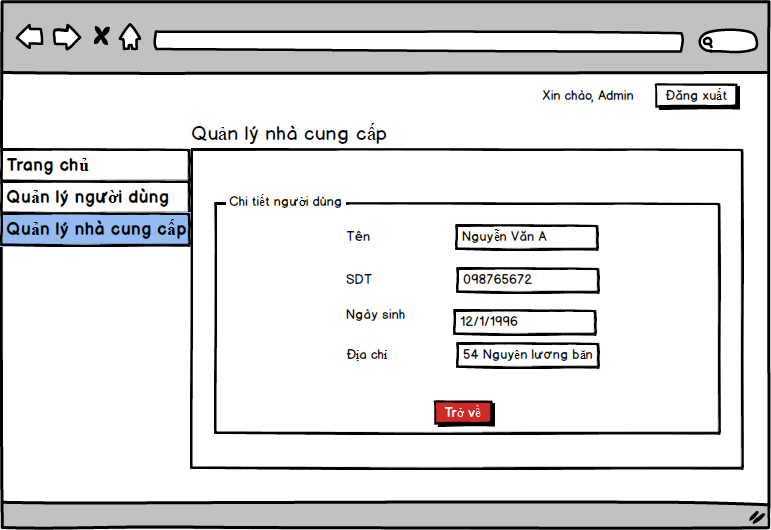 Xin chào, Admin
Đăng xuất
Quản lý nhà cung cấp
Trang chủ
Quản lý người dùng
Quản lý nhà cung cấp
Chi tiết người dùng
Tên
Nguyễn Văn A
SDT
098765672
Ngày sinh
12/1/1996
Địa chỉ
54 Nguyên lương băn
Trở về